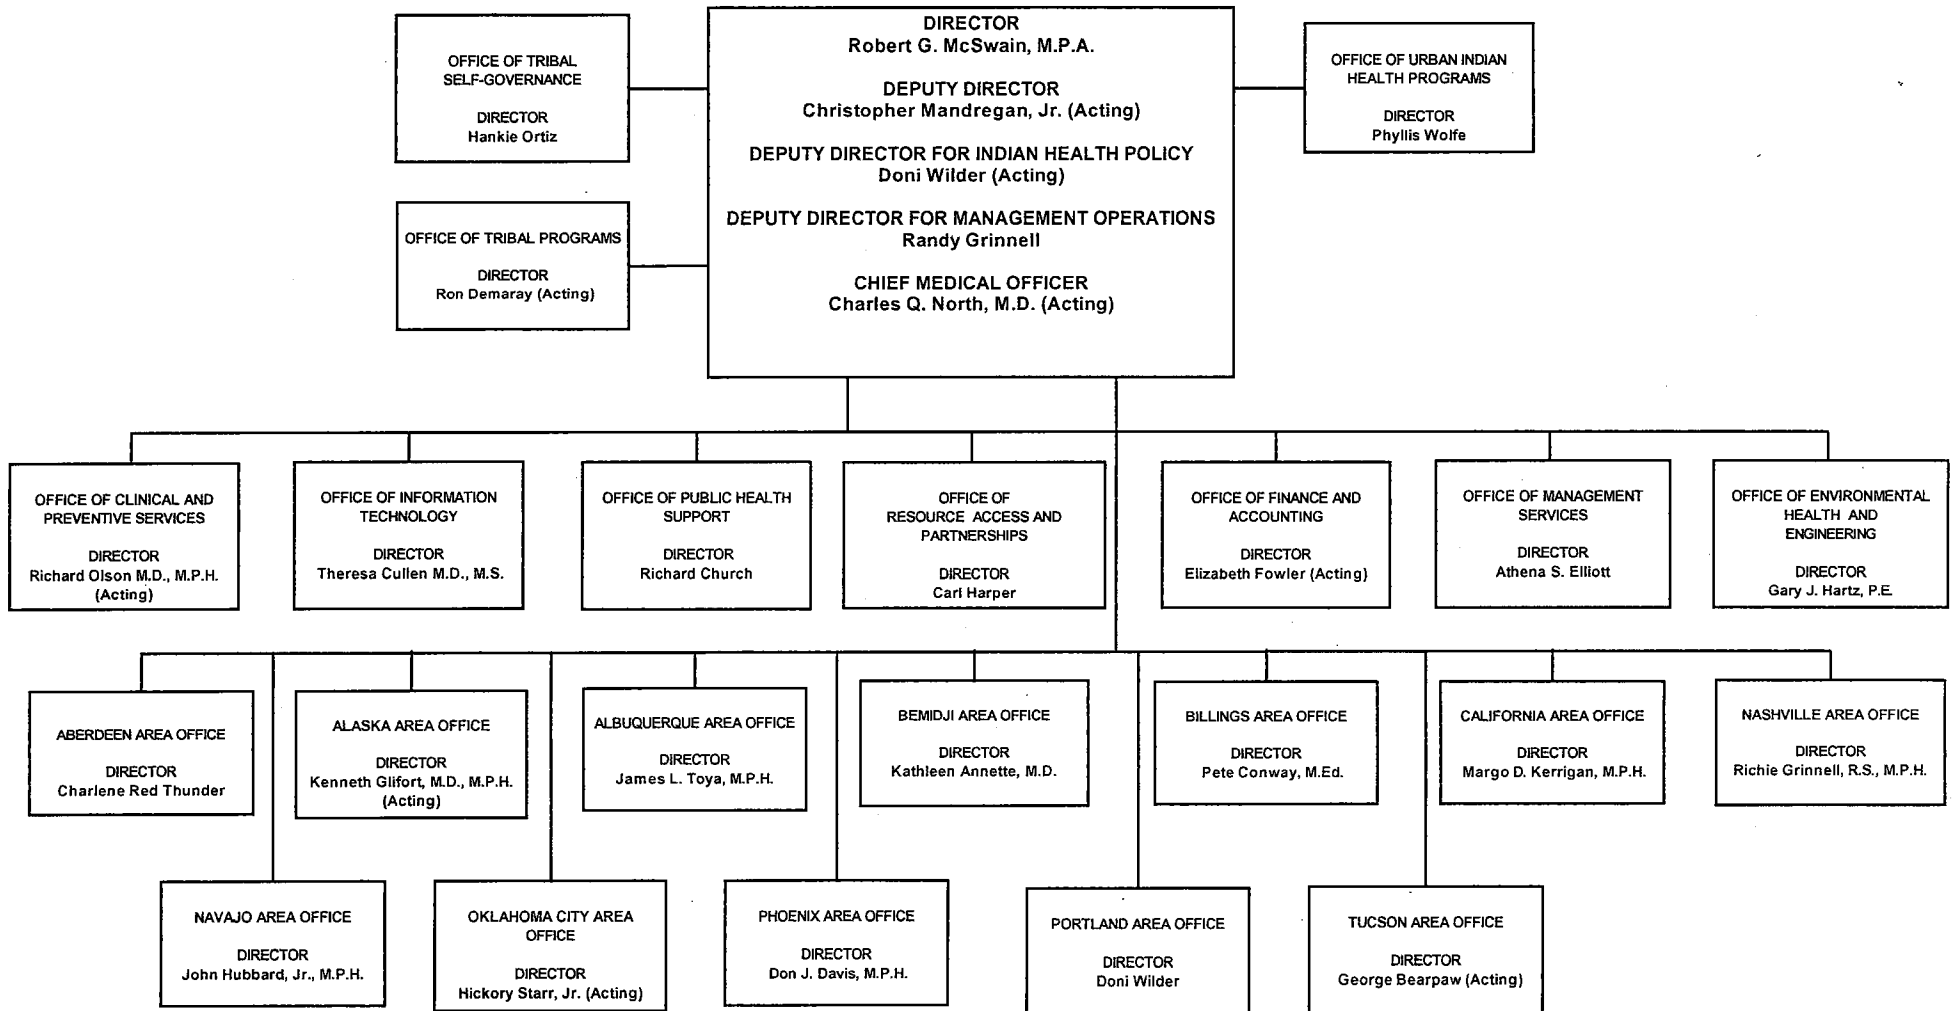 OFFICE OF TRIBAL
SELF-GOVERNANCE
DIRECTOR
Hankie Ortiz
DIRECTOR
Robert G. McSwain, M.P.A.
DEPUTY DIRECTOR
Christopher Mandregan, Jr. (Acting)
DEPUTY DIRECTOR FOR INDIAN HEALTH POLICY
Doni Wilder (Acting)
DEPUTY DIRECTOR FOR MANAGEMENT OPERATIONS
Randy Grinnell
CHIEF MEDICAL OFFICER
Charles Q. North, M.D. (Acting)
OFFICE OF URBAN INDIAN
HEALTH PROGRAMS
DIRECTOR
Phyllis Wolfe
OFFICE OF TRIBAL PROGRAMS
DIRECTOR
Ron Demaray (Acting)
OFFICE OF CLINICAL AND
PREVENTIVE SERVICES
DIRECTOR
Richard Olson M.D., M.P.H.
(Acting)
OFFICE OF INFORMATION
TECHNOLOGY
DIRECTOR
Theresa Cullen M.D., M.S.
OFFICE OF PUBLIC HEALTH
SUPPORT
DIRECTOR
Richard Church
OFFICE OF
RESOURCE ACCESS AND
PARTNERSHIPS
DIRECTOR
Carl Harper
OFFICE OF FINANCE AND
ACCOUNTING
DIRECTOR
Elizabeth Fowler (Acting)
OFFICE OF MANAGEMENT
SERVICES
DIRECTOR
Athena S. Elliott
OFFICE OF ENVIRONMENTAL
HEALTH AND
ENGINEERING
DIRECTOR
Gary J. Hartz, P.E.
ABERDEEN AREA OFFICE
DIRECTOR
Charlene Red Thunder
ALASKA AREA OFFICE
DIRECTOR
Kenneth Glifort, M.D., M.P.H.
(Acting)
ALBUQUERQUE AREA OFFICE
DIRECTOR
James L. Toya, M.P.H.
BEMIDJI AREA OFFICE
DIRECTOR
Kathleen Annette, M.D.
BILLINGS AREA OFFICE
DIRECTOR
Pete Conway, M.Ed.
CALIFORNIA AREA OFFICE
DIRECTOR
Margo D. Kerrigan, M.P.H.
NASHVILLE AREA OFFICE
DIRECTOR
Richie Grinnell, R.S., M.P.H.
NAVAJO AREA OFFICE
DIRECTOR
John Hubbard, Jr., M.P.H.
OKLAHOMA CITY AREA
OFFICE
DIRECTOR
Hickory Starr, Jr. (Acting)
PHOENIX AREA OFFICE
DIRECTOR
Don J. Davis, M.P.H.
PORTLAND AREA OFFICE
DIRECTOR
Doni Wilder
TUCSON AREA OFFICE
DIRECTOR
George Bearpaw (Acting)